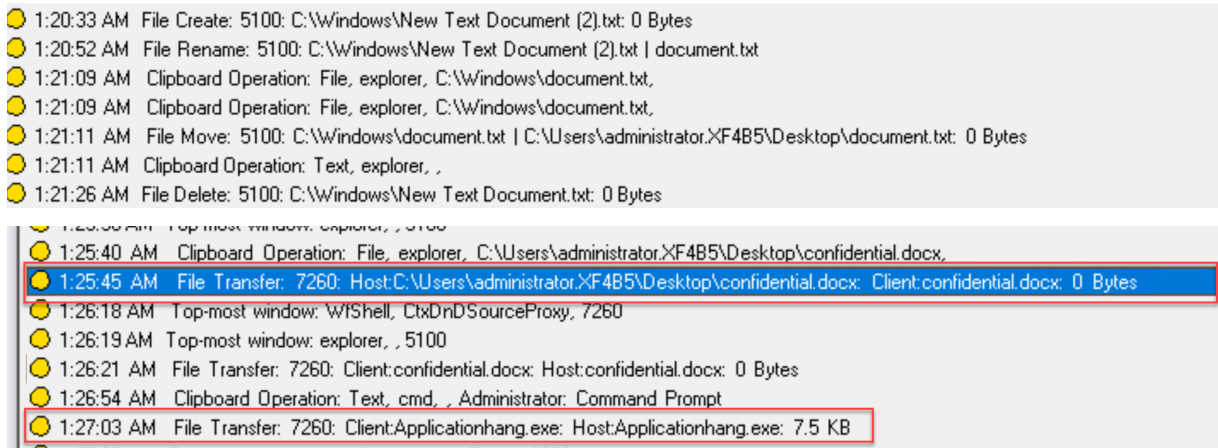 1:20:33 AM File Create: 5100: C:\Windows\New Text Document (2).txt: 0 Bytes
1:20:52 AM File Rename: 5100: C:\Windows\New Text Document (2).txt | document.txt
1:21:09 AM Clipboard Operation: File, explorer, C:\Windows\document.txt,
1:21:09 AM Clipboard Operation: File, explorer, C:\Windows\document.txt,
1:21:11 AM File Move: 5100: C:\Windows\document.txt | C:\Users\administrator.XF4B5\Desktop\document.txt: 0 Bytes
1:21:11 AM Clipboard Operation: Text, explorer, ,
1:21:26 AM File Delete: 5100: C:\Windows\New Text Document.txt: 0 Bytes
Top-most window: explorer, , 5100
1:25:40 AM Clipboard Operation: File, explorer, C:\Users\administrator.XF4B5\Desktop\confidential.docx,
1:25:45 AM File Transfer: 7260: Host:C:\Users\administrator.XF4B5\Desktop\confidential.docx: Client:confidential.docx: 0 Bytes
1:26:18 AM Top-most window: WfShell, CtxDnDSourceProxy, 7260
1:26:19 AM Top-most window: explorer, , 5100
1:26:21 AM File Transfer: 7260: Client:confidential.docx: Host:confidential.docx: 0 Bytes
1:26:54 AM Clipboard Operation: Text, cmd, , Administrator: Command Prompt
1:27:03 AM File Transfer: 7260: Client:Applicationhang.exe: Host:Applicationhang.exe: 7.5 KB